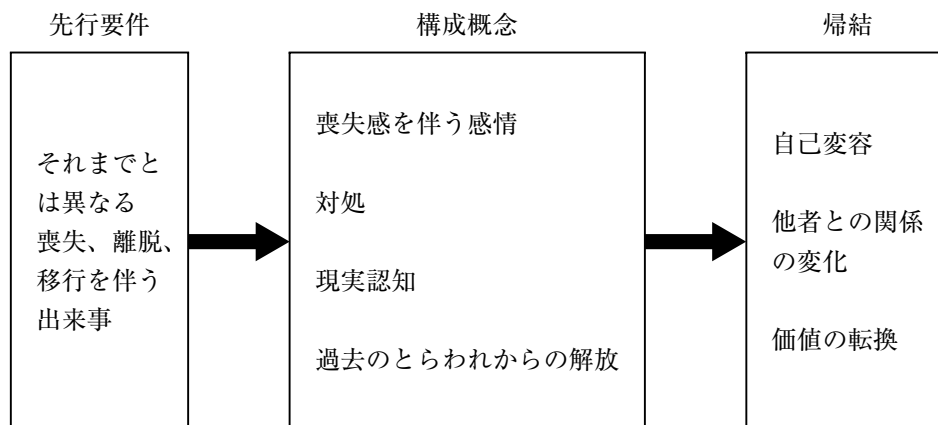 先行要件
構成概念
帰結
それまでと
は異なる
喪失、離脱、
移行を伴う
出来事
喪失感を伴う感情
対処
現実認知
過去のとらわれからの解放
自己変容
他者との関係
の変化
価値の転換